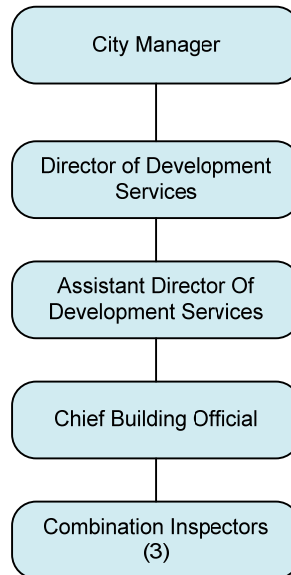 City Manager
Director of Development
Services
Assistant Director Of
Development Services
Chief Building Official
Combination Inspectors
(3)